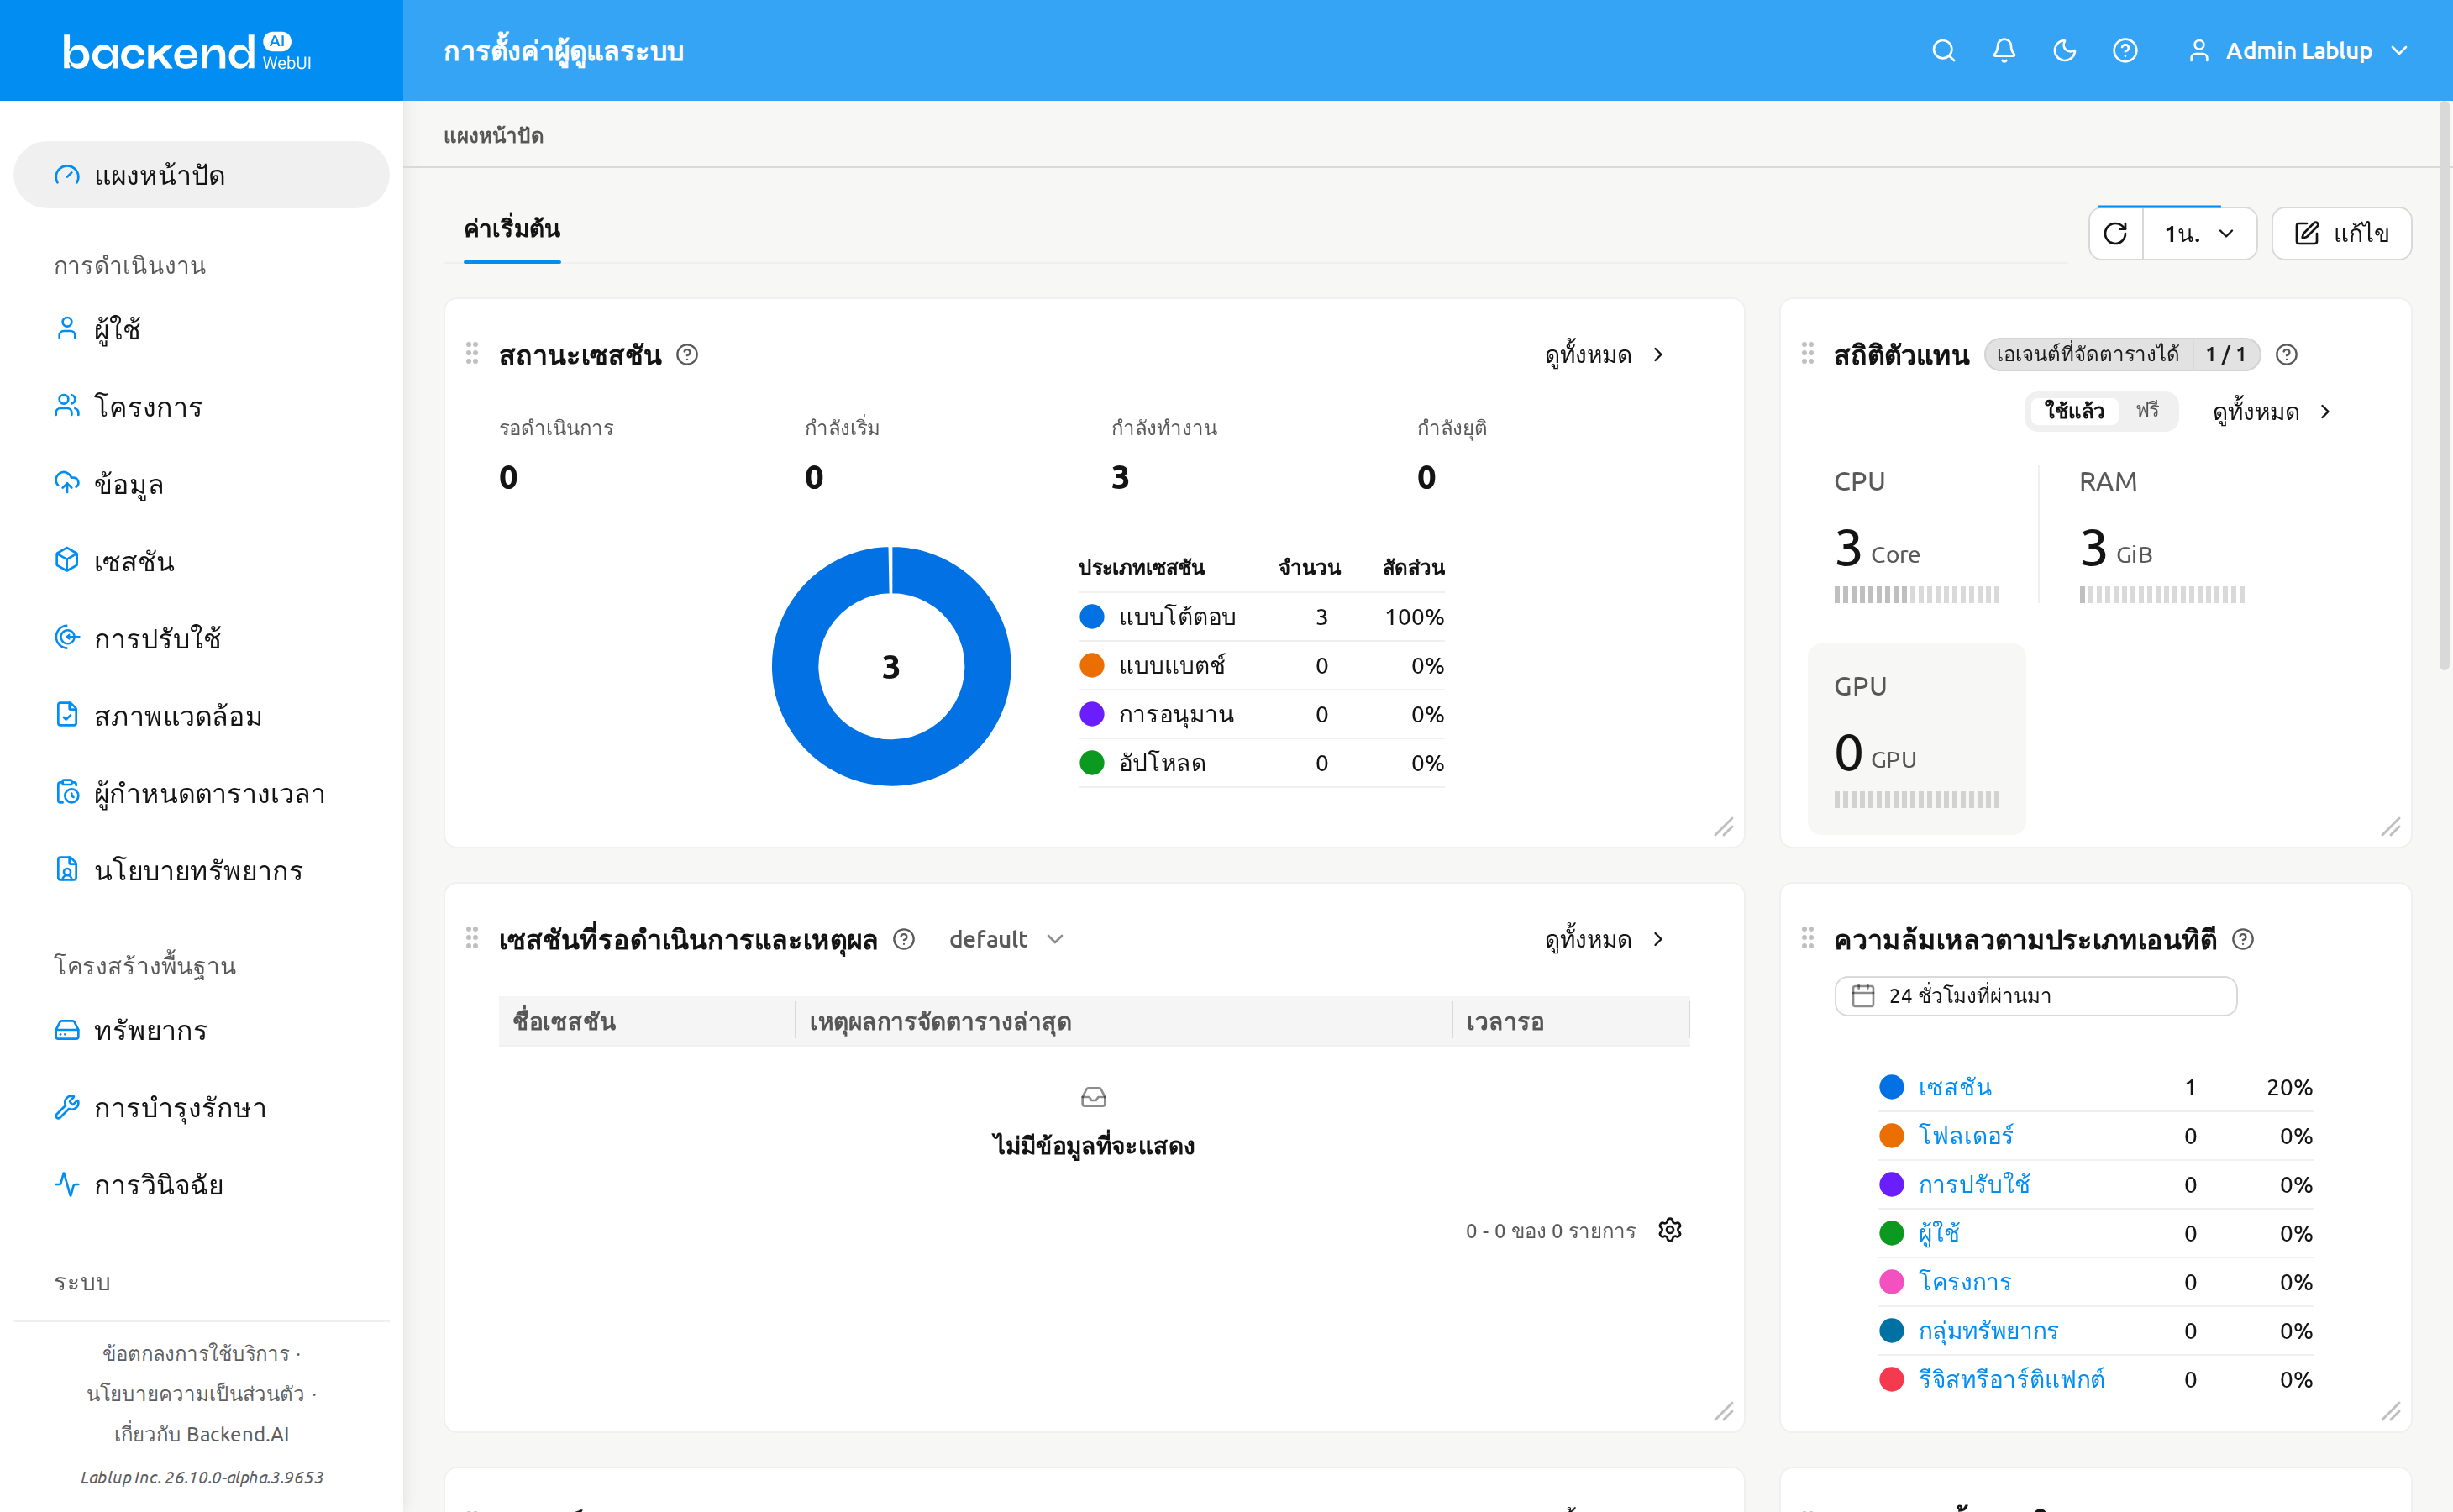 backend AI
WebUI
การตั้งค่าผู้ดูแลระบบ
Admin Lablup
แผงหน้าปัด
การดำเนินงาน
ผู้ใช้
โครงการ
ข้อมูล
เซสชัน
การปรับใช้
สภาพแวดล้อม
ผู้กำหนดตารางเวลา
นโยบายทรัพยากร
โครงสร้างพื้นฐาน
ทรัพยากร
การบำรุงรักษา
การวินิจฉัย
ระบบ
ข้อตกลงการใช้บริการ ·
นโยบายความเป็นส่วนตัว ·
เกี่ยวกับ Backend.AI
Lablup Inc. 26.10.0-alpha.3.9653
แผงหน้าปัด
ค่าเริ่มต้น
1น.
แก้ไข
สถานะเซสชัน
ดูทั้งหมด
รอดำเนินการ กำลังเริ่ม กำลังทำงาน กำลังยุติ
0 0 3 0
3
ประเภทเซสชัน จำนวน สัดส่วน
แบบโต้ตอบ 3 100%
แบบแบตช์ 0 0%
การอนุมาน 0 0%
อัปโหลด 0 0%
สถิติตัวแทน เอเจนต์ที่จัดตารางได้ 1 / 1
ใช้แล้ว ฟรี ดูทั้งหมด
CPU RAM
3 Core 3 GiB
GPU
0 GPU
เซสชันที่รอดำเนินการและเหตุผล default ดูทั้งหมด
ชื่อเซสชัน เหตุผลการจัดตารางล่าสุด เวลารอ
ไม่มีข้อมูลที่จะแสดง
0 - 0 ของ 0 รายการ
ความล้มเหลวตามประเภทเอนทิตี
24 ชั่วโมงที่ผ่านมา
เซสชัน 1 20%
โฟลเดอร์ 0 0%
การปรับใช้ 0 0%
ผู้ใช้ 0 0%
โครงการ 0 0%
กลุ่มทรัพยากร 0 0%
รีจิสทรีอาร์ติแฟกต์ 0 0%